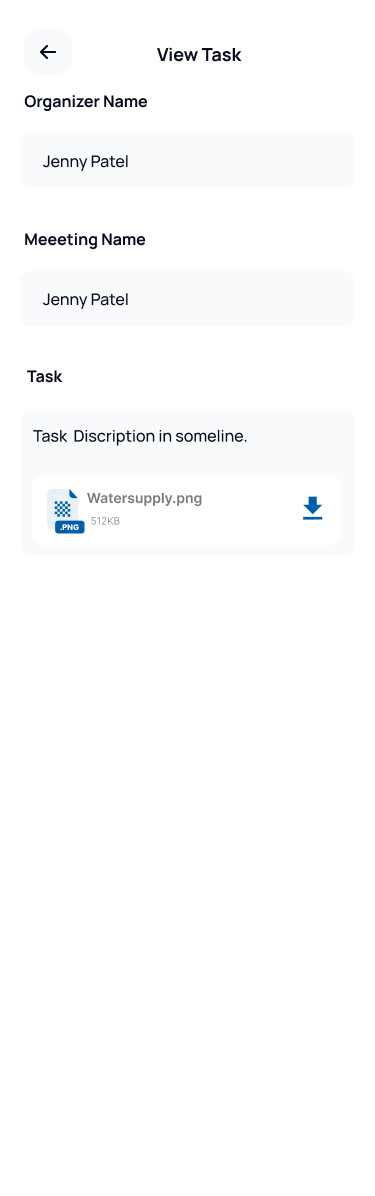 View Task
Organizer Name
Jenny Patel
Meeeting Name
Jenny Patel
Task
Task Discription in someline.
Watersupply.png
.PNG
512KB